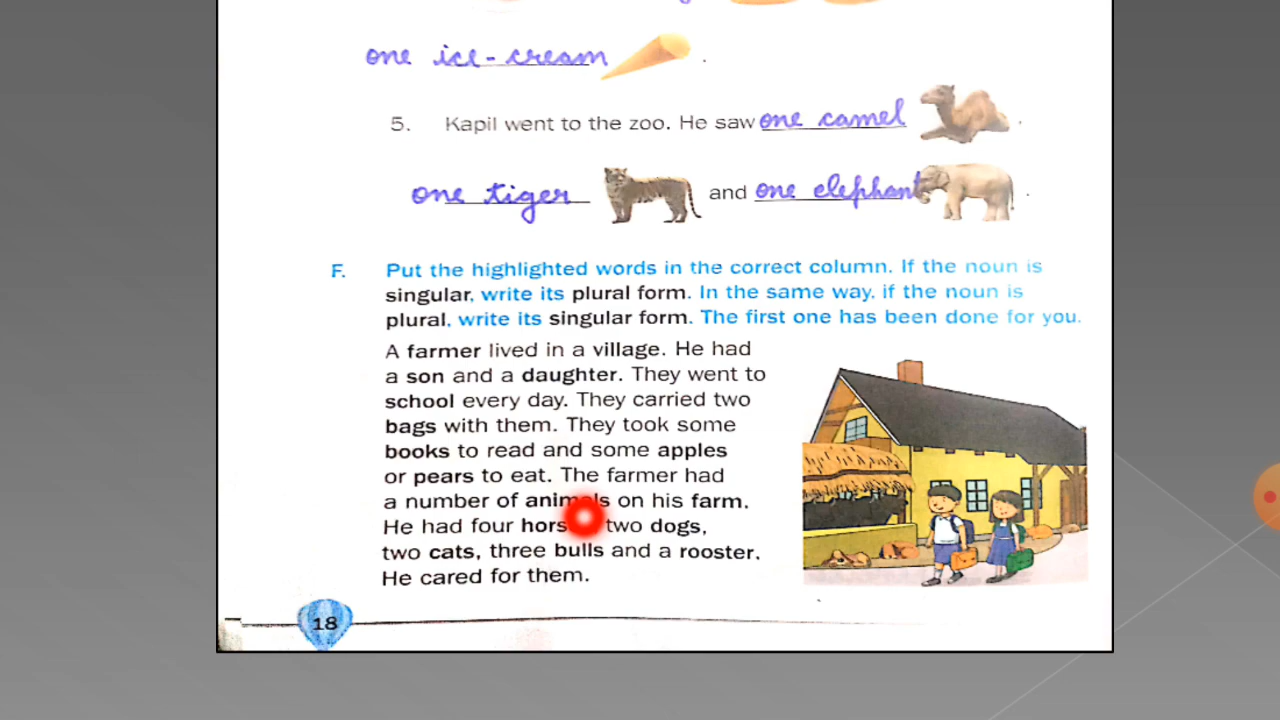 one ice-cream .
5. Kapil went to the zoo. He saw one camel .
one tiger and one elephant .
F. Put the highlighted words in the correct column. If the noun is
singular, write its plural form. In the same way, if the noun is
plural, write its singular form. The first one has been done for you.
A farmer lived in a village. He had
a son and a daughter. They went to
school every day. They carried two
bags with them. They took some
books to read and some apples
or pears to eat. The farmer had
a number of animals on his farm.
He had four two dogs,
two cats, three bulls and a rooster.
He cared for them.
18